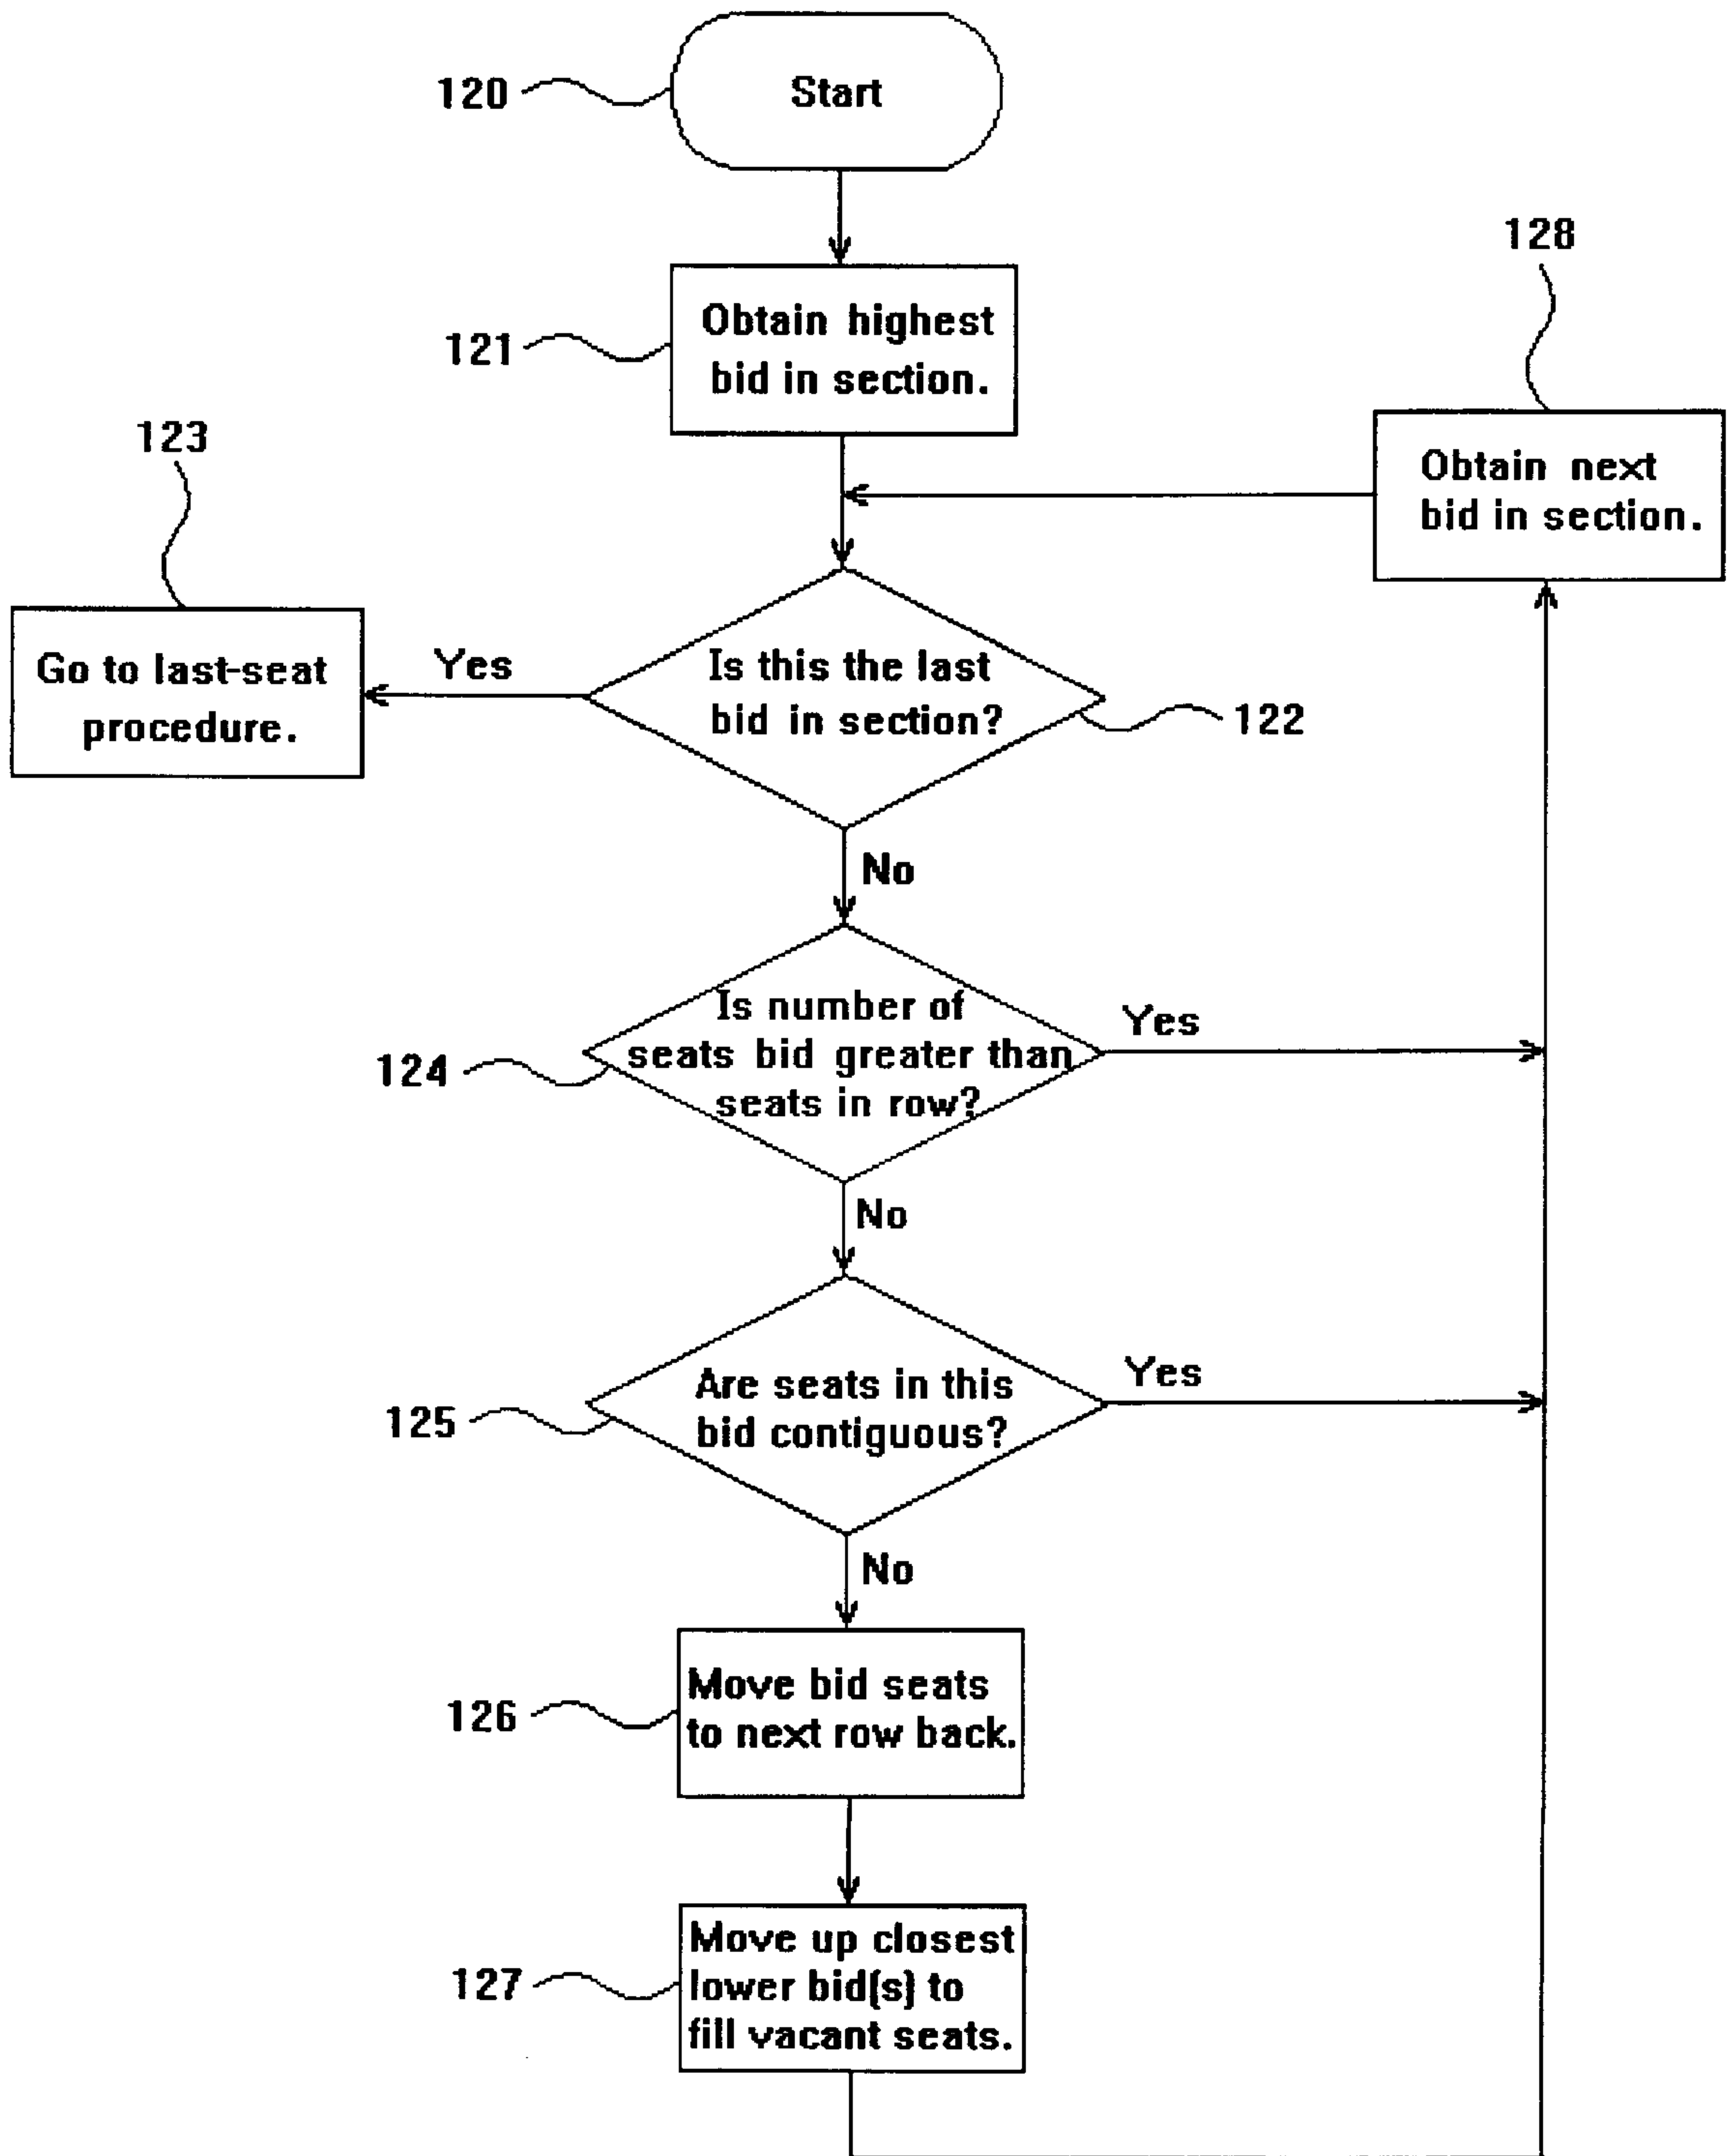 120
Start
128
121
Obtain highest
bid in section.
123
Obtain next
bid in section.
Go to last-seat
procedure.
Yes
Is this the last
bid in section?
122
No
124
Is number of
seats bid greater than
seats in row?
Yes
No
125
Are seats in this
bid contiguous?
Yes
No
126
Move bid seats
to next row back.
127
Move up closest
lower bid(s) to
fill vacant seats.